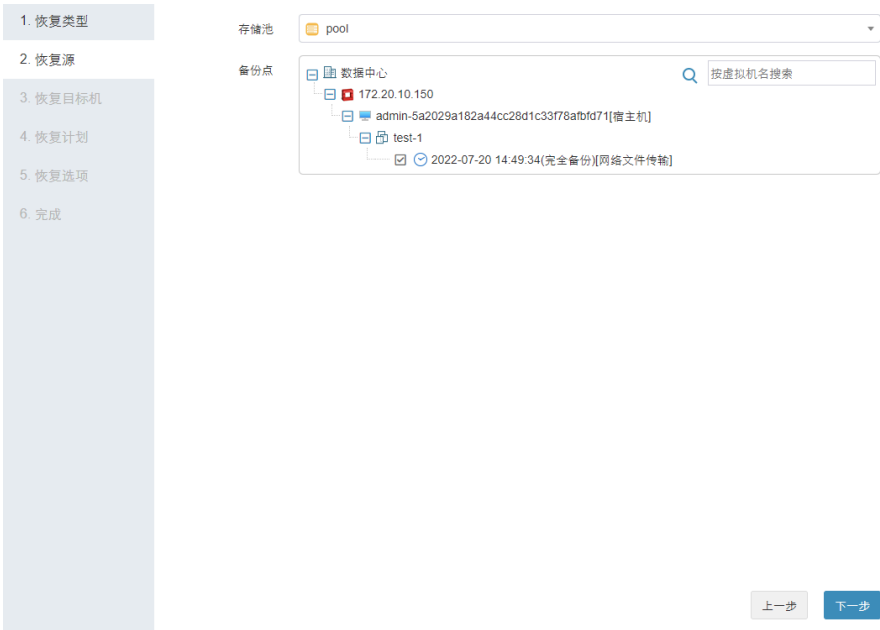 1. 恢复类型
2. 恢复源
3. 恢复目标机
4. 恢复计划
5. 恢复选项
6. 完成
存储池
pool
备份点
数据中心
按虚拟机名搜索
172.20.10.150
admin-5a2029a182a44cc28d1c33f78afbfd71[宿主机]
test-1
2022-07-20 14:49:34(完全备份)[网络文件传输]
上一步
下一步